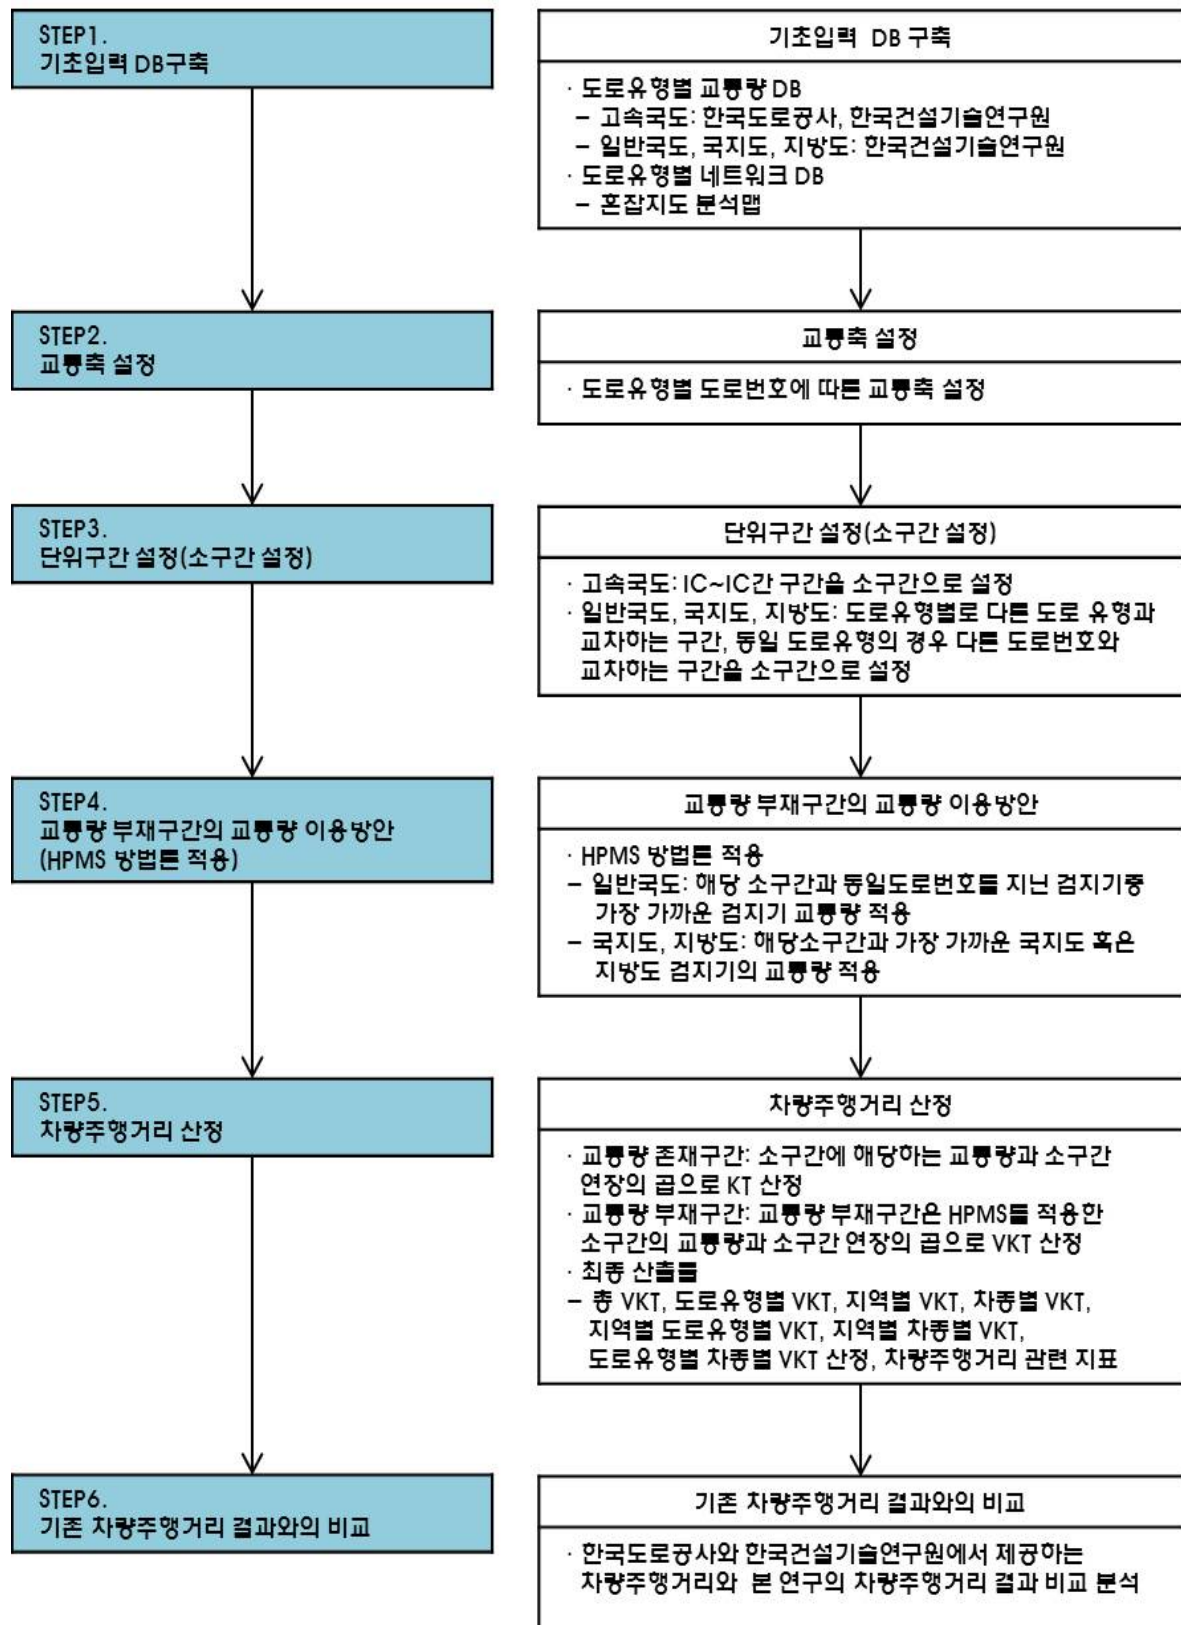 STEP1.
기초입력 DB구축
기초입력 DB 구축
· 도로유형별 교통량 DB
– 고속국도: 한국도로공사, 한국건설기술연구원
– 일반국도, 국지도, 지방도: 한국건설기술연구원
· 도로유형별 네트워크 DB
– 혼잡지도 분석맵
STEP2.
교통축 설정
교통축 설정
· 도로유형별 도로번호에 따른 교통축 설정
STEP3.
단위구간 설정(소구간 설정)
단위구간 설정(소구간 설정)
· 고속국도: IC~IC간 구간을 소구간으로 설정
· 일반국도, 국지도, 지방도: 도로유형별로 다른 도로 유형과
교차하는 구간, 동일 도로유형의 경우 다른 도로번호와
교차하는 구간을 소구간으로 설정
STEP4.
교통량 부재구간의 교통량 이용방안
(HPMS 방법론 적용)
교통량 부재구간의 교통량 이용방안
· HPMS 방법론 적용
– 일반국도: 해당 소구간과 동일도로번호를 지닌 검지기중
가장 가까운 검지기 교통량 적용
– 국지도, 지방도: 해당소구간과 가장 가까운 국지도 혹은
지방도 검지기의 교통량 적용
STEP5.
차량주행거리 산정
차량주행거리 산정
· 교통량 존재구간: 소구간에 해당하는 교통량과 소구간
연장의 곱으로 KT 산정
· 교통량 부재구간: 교통량 부재구간은 HPMS를 적용한
소구간의 교통량과 소구간 연장의 곱으로 VKT 산정
· 최종 산출물
– 총 VKT, 도로유형별 VKT, 지역별 VKT, 차종별 VKT,
지역별 도로유형별 VKT, 지역별 차종별 VKT,
도로유형별 차종별 VKT 산정, 차량주행거리 관련 지표
STEP6.
기존 차량주행거리 결과와의 비교
기존 차량주행거리 결과와의 비교
· 한국도로공사와 한국건설기술연구원에서 제공하는
차량주행거리와 본 연구의 차량주행거리 결과 비교 분석